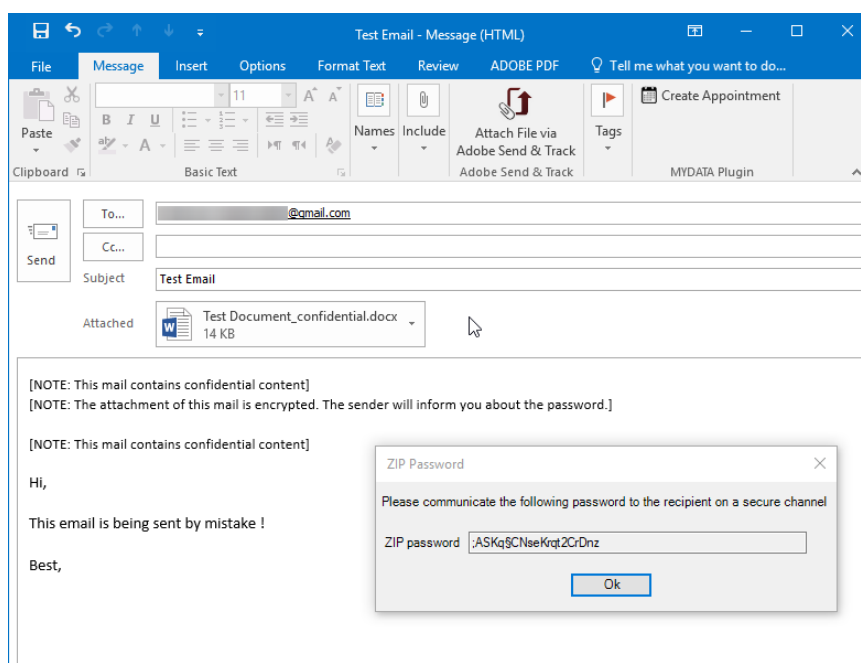 Test Email - Message (HTML)
File Message Insert Options Format Text Review ADOBE PDF Tell me what you want to do...
Paste
11
B I U
Names
Include
Attach File via
Adobe Send & Track
Tags
Create Appointment
Clipboard Basic Text Adobe Send & Track MYDATA Plugin
Send
To... @gmail.com
Cc...
Subject Test Email
Attached Test Document_confidential.docx
14 KB
[NOTE: This mail contains confidential content]
[NOTE: The attachment of this mail is encrypted. The sender will inform you about the password.]
[NOTE: This mail contains confidential content]
Hi,
This email is being sent by mistake !
Best,
ZIP Password
Please communicate the following password to the recipient on a secure channel
ZIP password ;ASKq§CNseKrqt2CrDnz
Ok